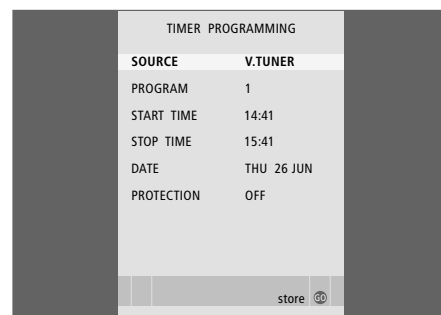 TIMER PROGRAMMING
SOURCE V.TUNER
PROGRAM 1
START TIME 14:41
STOP TIME 15:41
DATE THU 26 JUN
PROTECTION OFF
store GO